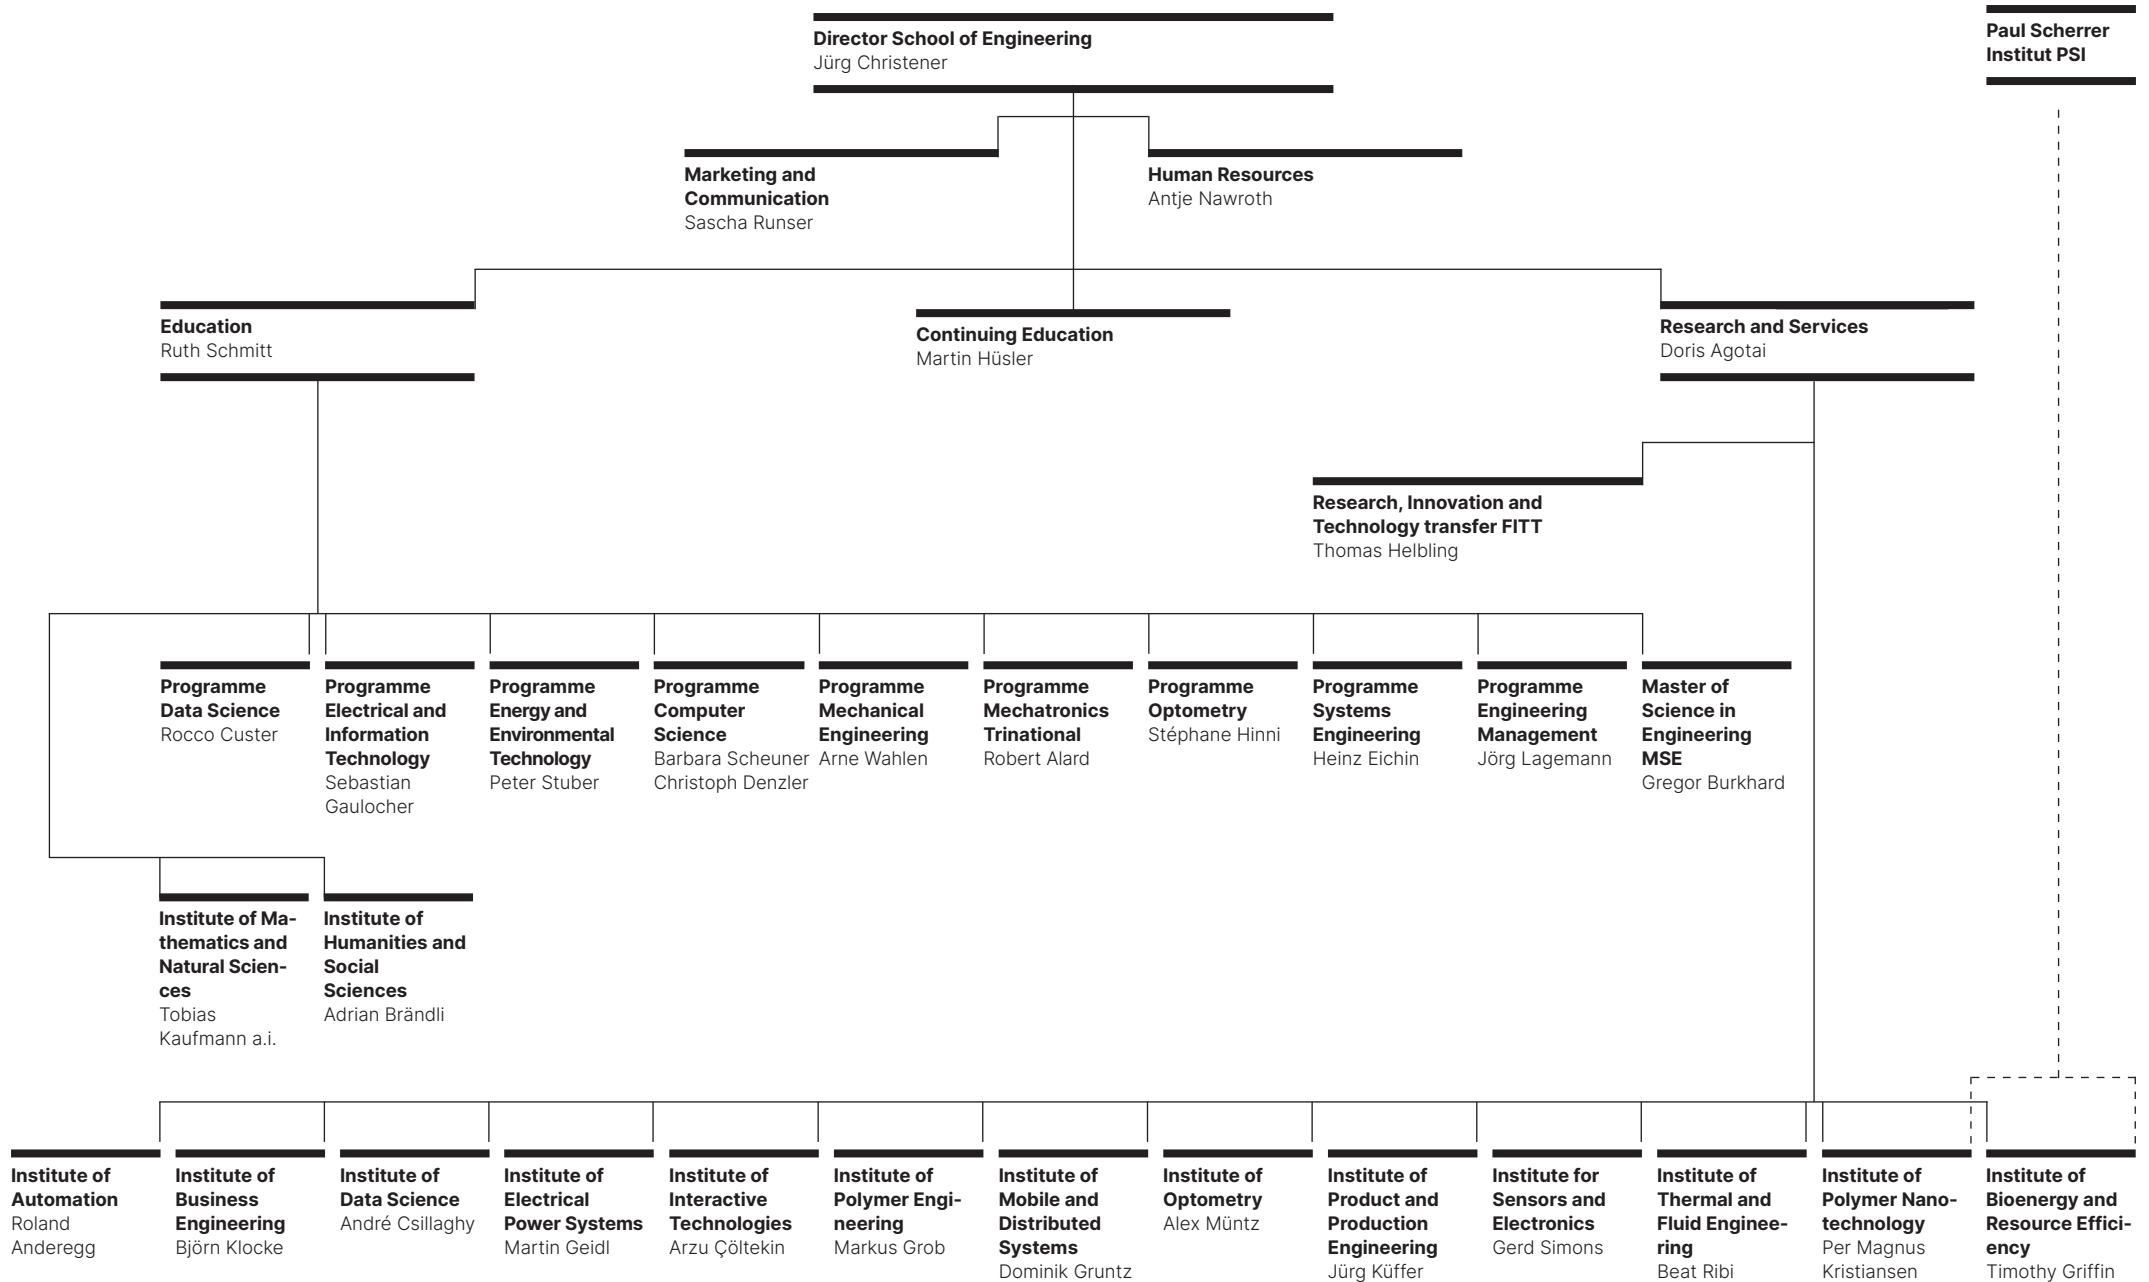 Director School of Engineering
Jürg Christener
Paul Scherrer
Institut PSI
Marketing and
Communication
Sascha Runser
Human Resources
Antje Nawroth
Education
Ruth Schmitt
Continuing Education
Martin Hüsler
Research and Services
Doris Agotai
Research, Innovation and
Technology transfer FITT
Thomas Helbling
Programme
Data Science
Rocco Custer
Programme
Electrical and
Information
Technology
Sebastian
Gaulocher
Programme
Energy and
Environmental
Technology
Peter Stuber
Programme
Computer
Science
Barbara Scheuner
Christoph Denzler
Programme
Mechanical
Engineering
Arne Wahlen
Programme
Mechatronics
Trinational
Robert Alard
Programme
Optometry
Stéphane Hinni
Programme
Systems
Engineering
Heinz Eichin
Programme
Engineering
Management
Jörg Lagemann
Master of
Science in
Engineering
MSE
Gregor Burkhard
Institute of Ma-
thematics and
Natural Scien-
ces
Tobias
Kaufmann a.i.
Institute of
Humanities and
Social
Sciences
Adrian Brändli
Institute of
Automation
Roland
Anderegg
Institute of
Business
Engineering
Björn Klocke
Institute of
Data Science
André Csillaghy
Institute of
Electrical
Power Systems
Martin Geidl
Institute of
Interactive
Technologies
Arzu Çöltekin
Institute of
Polymer Engi-
neering
Markus Grob
Institute of
Mobile and
Distributed
Systems
Dominik Gruntz
Institute of
Optometry
Alex Müntz
Institute of
Product and
Production
Engineering
Jürg Küffer
Institute for
Sensors and
Electronics
Gerd Simons
Institute of
Thermal and
Fluid Enginee-
ring
Beat Ribi
Institute of
Polymer Nano-
technology
Per Magnus
Kristiansen
Institute of
Bioenergy and
Resource Effici-
ency
Timothy Griffin